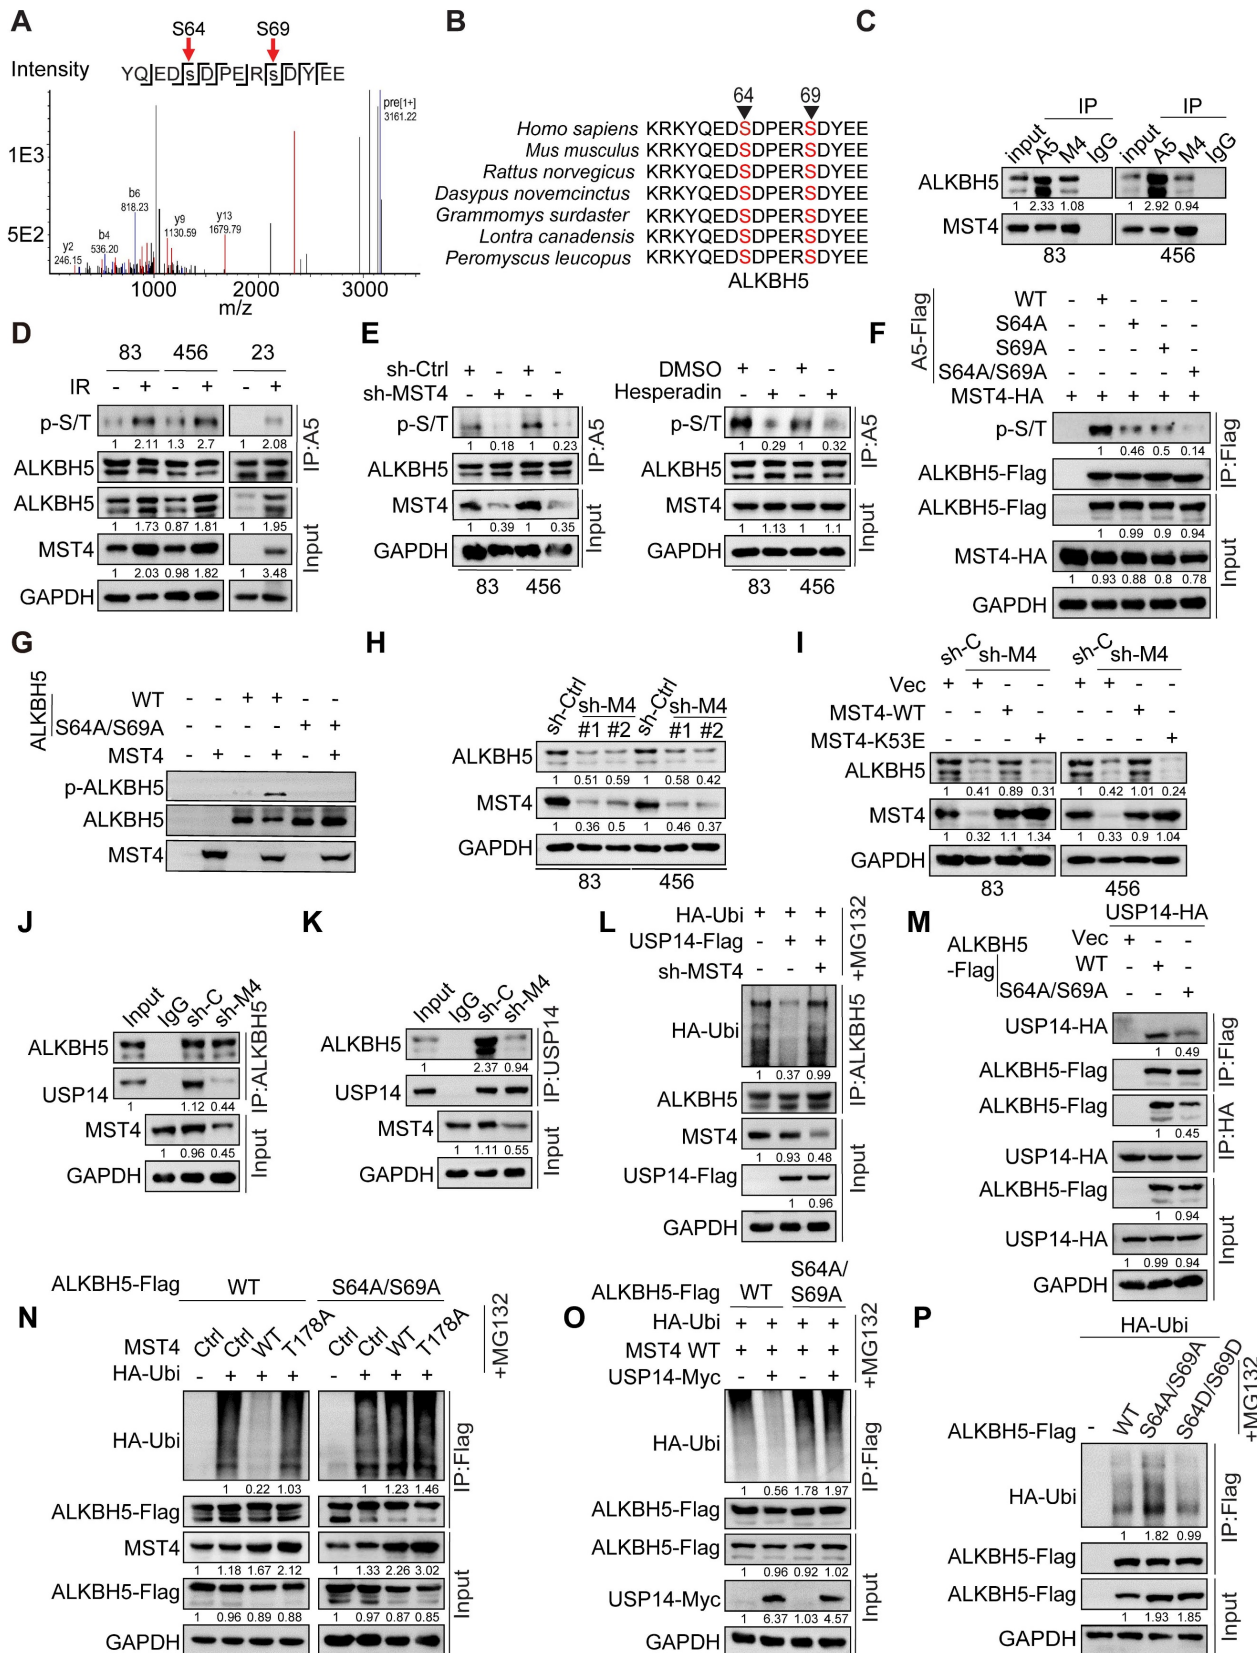 A
S64 S69
Intensity
YQEDsDPERsDYEE
pre[1+]
3161.22
1E3
b6
818.23
y13
1679.79
y9
1130.59
5E2
b4
536.20
y2
246.15
1000 2000 3000
m/z
B
64 69
Homo sapiens KRKYQEDSDPERSDYEE
Mus musculus KRKYQEDSDPERSDYEE
Rattus norvegicus KRKYQEDSDPERSDYEE
Dasypus novemcinctus KRKYQEDSDPERSDYEE
Grammomys surdaster KRKYQEDSDPERSDYEE
Lontra canadensis KRKYQEDSDPERSDYEE
Peromyscus leucopus KRKYQEDSDPERSDYEE
ALKBH5
C
IP IP
input A5 M4 IgG input A5 M4 IgG
ALKBH5
1 2.33 1.08 1 2.92 0.94
MST4
83 456
D
83 456 23
IR - + - + - +
p-S/T
1 2.11 1.3 2.7 1 2.08
ALKBH5
IP:A5
ALKBH5
1 1.73 0.87 1.81 1 1.95
MST4
1 2.03 0.98 1.82 1 3.48
GAPDH
Input
E
sh-Ctrl + - + -
sh-MST4 - + - +
p-S/T
1 0.18 1 0.23
ALKBH5
MST4
1 0.39 1 0.35
GAPDH
83 456
IP:A5
Input
DMSO + - + -
Hesperadin - + - +
p-S/T
1 0.29 1 0.32
ALKBH5
MST4
1 1.13 1 1.1
GAPDH
83 456
IP:A5
Input
F
A5-Flag
WT - + - - -
S64A - - + - -
S69A - - - + -
S64A/S69A - - - - +
MST4-HA + + + + +
p-S/T
1 0.46 0.5 0.14
ALKBH5-Flag
IP:Flag
ALKBH5-Flag
1 0.99 0.9 0.94
MST4-HA
1 0.93 0.88 0.8 0.78
GAPDH
Input
G
ALKBH5
WT - - + + - -
S64A/S69A - - - - + +
MST4 - + - + - +
p-ALKBH5
ALKBH5
MST4
H
sh-Ctrl sh-M4 sh-Ctrl sh-M4
#1 #2 #1 #2
ALKBH5
1 0.51 0.59 1 0.58 0.42
MST4
1 0.36 0.5 1 0.46 0.37
GAPDH
83 456
I
sh-C sh-M4 sh-C sh-M4
Vec + + - - + + - -
MST4-WT - - + - - - + -
MST4-K53E - - - + - - - +
ALKBH5
1 0.41 0.89 0.31 1 0.42 1.01 0.24
MST4
1 0.32 1.1 1.34 1 0.33 0.9 1.04
GAPDH
83 456
J
Input IgG sh-C sh-M4
ALKBH5
USP14
1 1.12 0.44
IP:ALKBH5
MST4
1 0.96 0.45
GAPDH
Input
K
Input IgG sh-C sh-M4
ALKBH5
1 2.37 0.94
USP14
IP:USP14
MST4
1 1.11 0.55
GAPDH
Input
L
HA-Ubi + + +
USP14-Flag - + +
sh-MST4 - - +
+MG132
HA-Ubi
1 0.37 0.99
ALKBH5
IP:ALKBH5
MST4
1 0.93 0.48
USP14-Flag
1 0.96
GAPDH
Input
M
USP14-HA
ALKBH5
-Flag
Vec + - -
WT - + -
S64A/S69A - - +
USP14-HA
1 0.49
ALKBH5-Flag
IP:Flag
ALKBH5-Flag
1 0.45
USP14-HA
IP:HA
ALKBH5-Flag
1 0.94
USP14-HA
1 0.99 0.94
GAPDH
Input
N
ALKBH5-Flag WT S64A/S69A
MST4 Ctrl Ctrl WT T178A Ctrl Ctrl WT T178A
HA-Ubi - + + + - + + +
+MG132
HA-Ubi
1 0.22 1.03 1 1.23 1.46
ALKBH5-Flag
IP:Flag
MST4
1 1.18 1.67 2.12 1 1.33 2.26 3.02
ALKBH5-Flag
1 0.96 0.89 0.88 1 0.97 0.87 0.85
GAPDH
Input
O
ALKBH5-Flag WT S64A/
S69A
HA-Ubi + + + +
MST4 WT + + + +
USP14-Myc - + - +
+MG132
HA-Ubi
1 0.56 1.78 1.97
ALKBH5-Flag
IP:Flag
ALKBH5-Flag
1 0.96 0.92 1.02
USP14-Myc
1 6.37 1.03 4.57
GAPDH
Input
P
HA-Ubi
ALKBH5-Flag - WT S64A/S69A S64D/S69D
+MG132
HA-Ubi
1 1.82 0.99
ALKBH5-Flag
IP:Flag
ALKBH5-Flag
1 1.93 1.85
GAPDH
Input